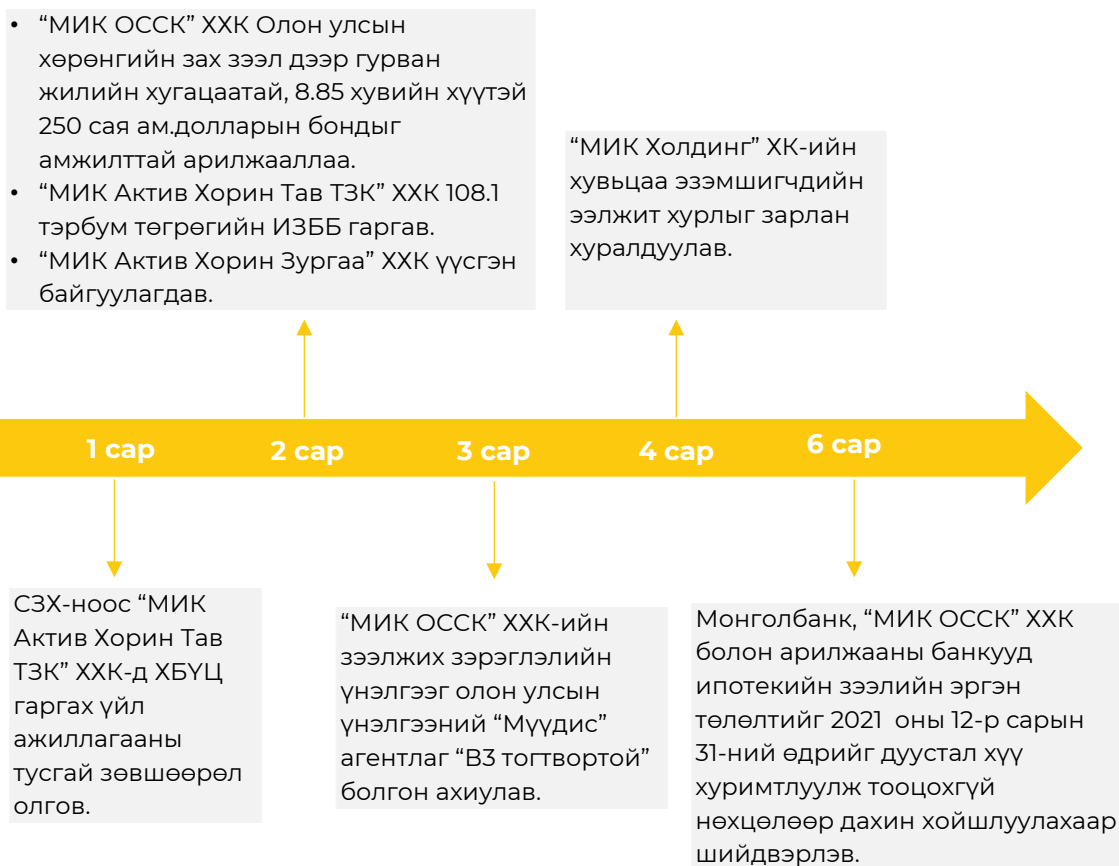 • “МИК ОССК” ХХК Олон улсын
хөрөнгийн зах зээл дээр гурван
жилийн хугацаатай, 8.85 хувийн хүүтэй
250 сая ам.долларын бондыг
амжилттай арилжааллаа.
• “МИК Актив Хорин Тав ТЗК” ХХК 108.1
тэрбум төгрөгийн ИЗББ гаргав.
• “МИК Актив Хорин Зургаа” ХХК үүсгэн
байгуулагдав.
“МИК Холдинг” ХК-ийн
хувьцаа эзэмшигчдийн
ээлжит хурлыг зарлан
хуралдуулав.
1 сар
2 сар
3 сар
4 сар
6 сар
СЗХ-ноос “МИК
Актив Хорин Тав
ТЗК” ХХК-д ХБҮЦ
гаргах үйл
ажиллагааны
тусгай зөвшөөрөл
олгов.
“МИК ОССК” ХХК-ийн
зээлжих зэрэглэлийн
үнэлгээг олон улсын
үнэлгээний “Мүүдис”
агентлаг “В3 тогтвортой”
болгон ахиулав.
Монголбанк, “МИК ОССК” ХХК
болон арилжааны банкууд
ипотекийн зээлийн эргэн
төлөлтийг 2021 оны 12-р сарын
31-ний өдрийг дуустал хүү
хуримтлуулж тооцохгүй
нөхцөлөөр дахин хойшлуулахаар
шийдвэрлэв.